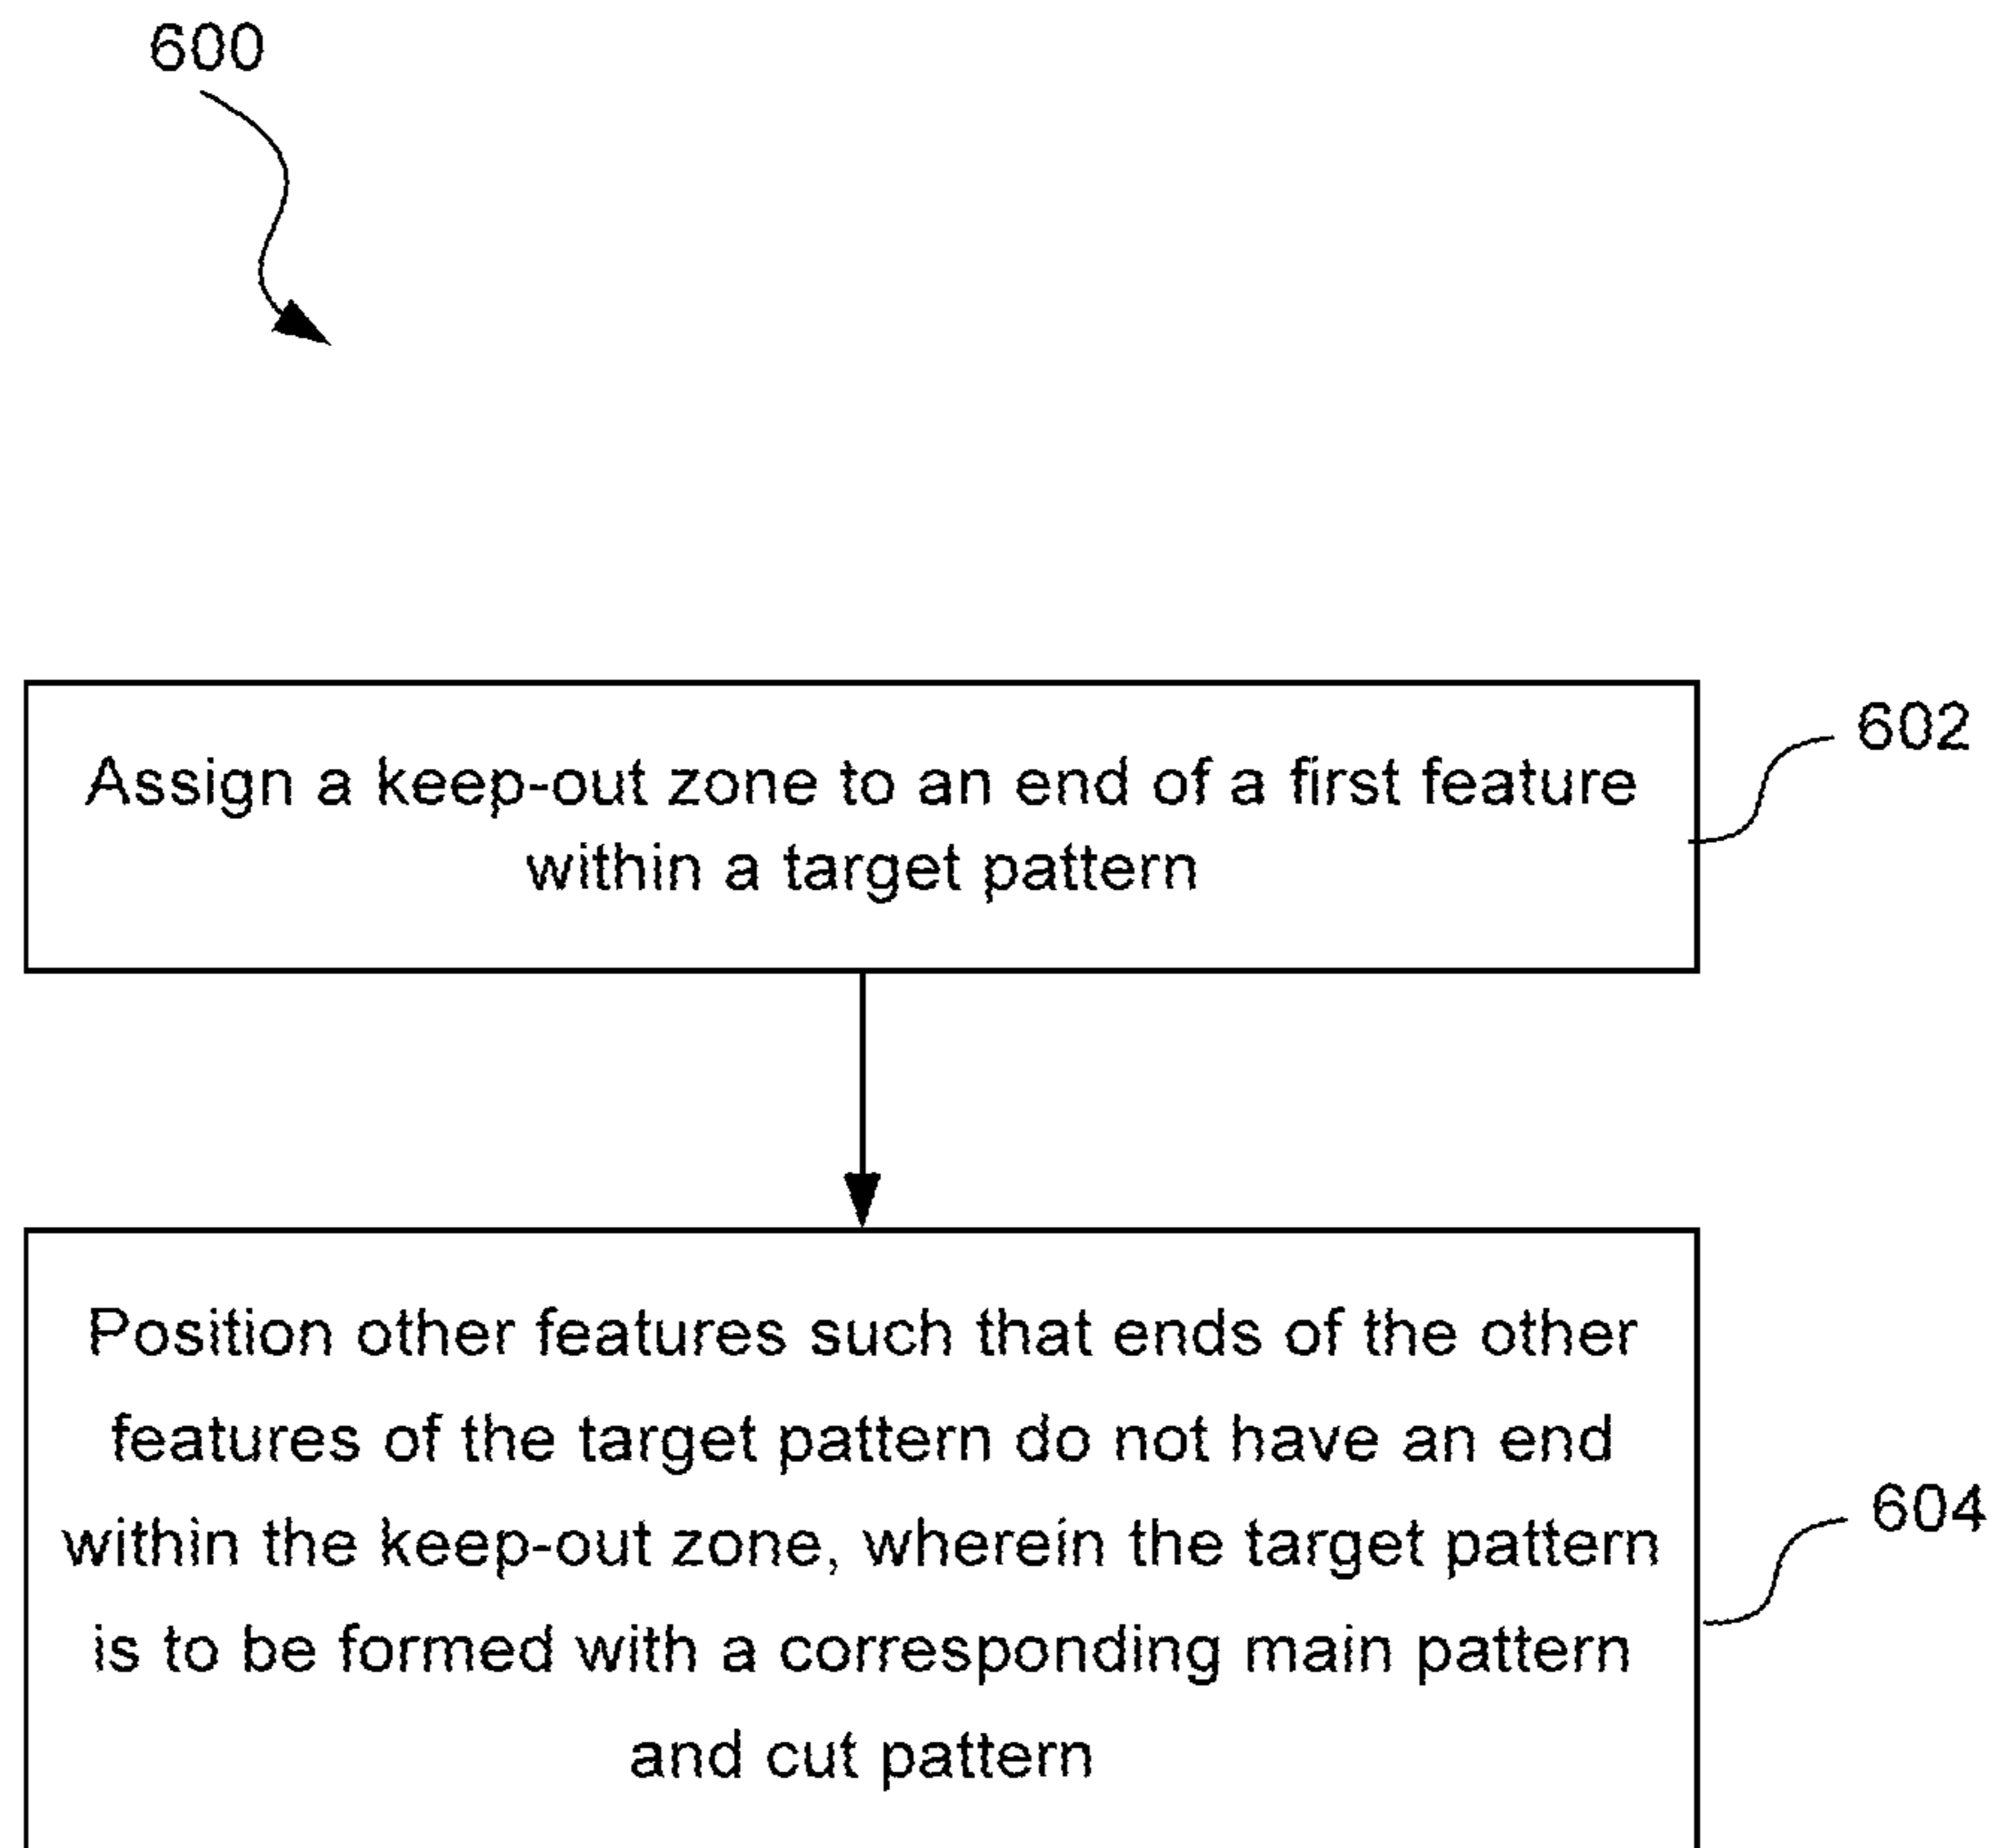 600
Assign a keep-out zone to an end of a first feature
within a target pattern
602
Position other features such that ends of the other
features of the target pattern do not have an end
within the keep-out zone, wherein the target pattern
is to be formed with a corresponding main pattern
and cut pattern
604